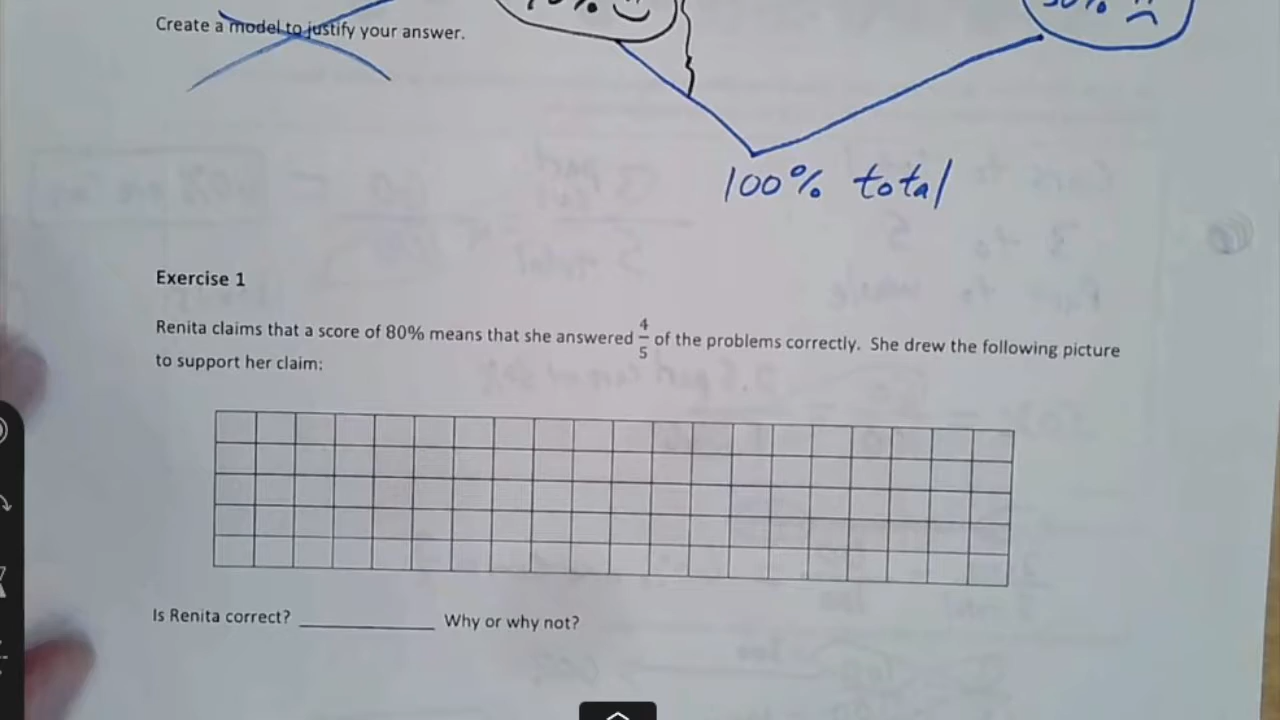 Create a model to justify your answer.
100% total
Exercise 1
Renita claims that a score of 80% means that she answered 4/5 of the problems correctly. She drew the following picture
to support her claim:
Is Renita correct? ____________ Why or why not?